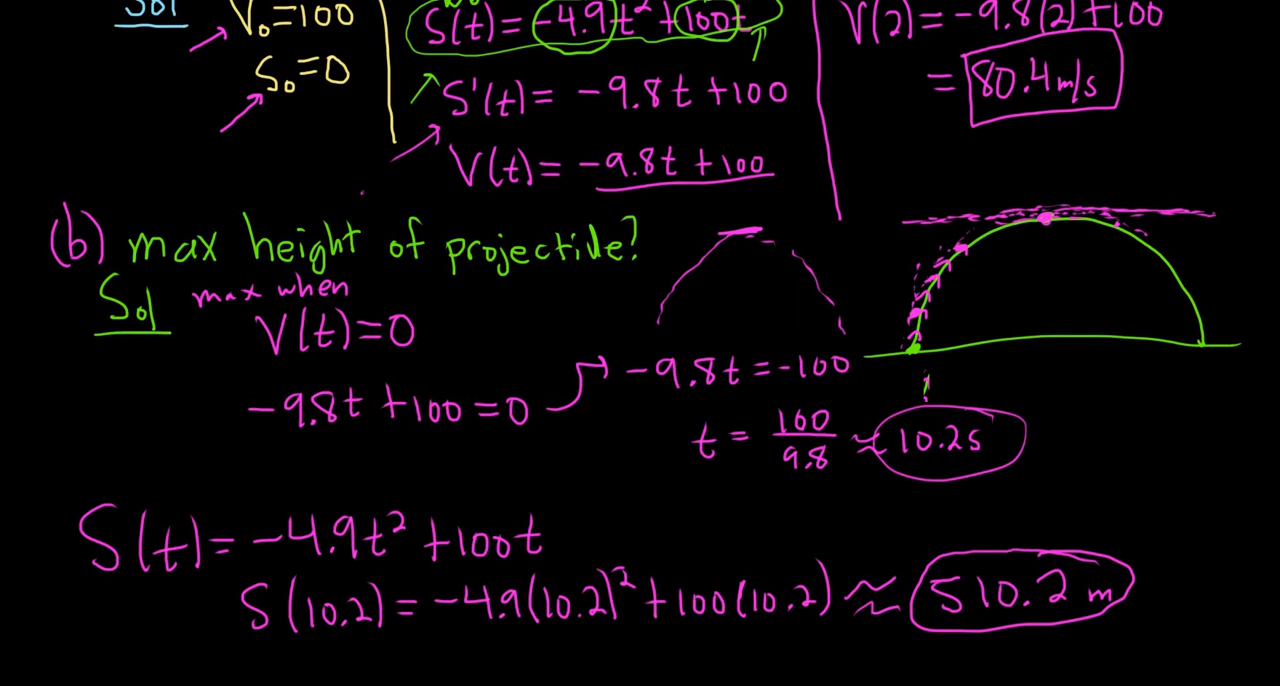 Sol
V₀=100
S₀=0
S(t)= -4.9t² +100t
S'(t)= -9.8t +100
V(t)= -9.8t +100
V(2)= -9.8(2)+100
= 80.4m/s
(b) max height of projectile?
Sol max when
V(t)=0
-9.8t +100=0
-9.8t =-100
t = 100/9.8 ≈ 10.2s
S(t)= -4.9t² +100t
S(10.2)= -4.9(10.2)² +100(10.2) ≈ 510.2 m